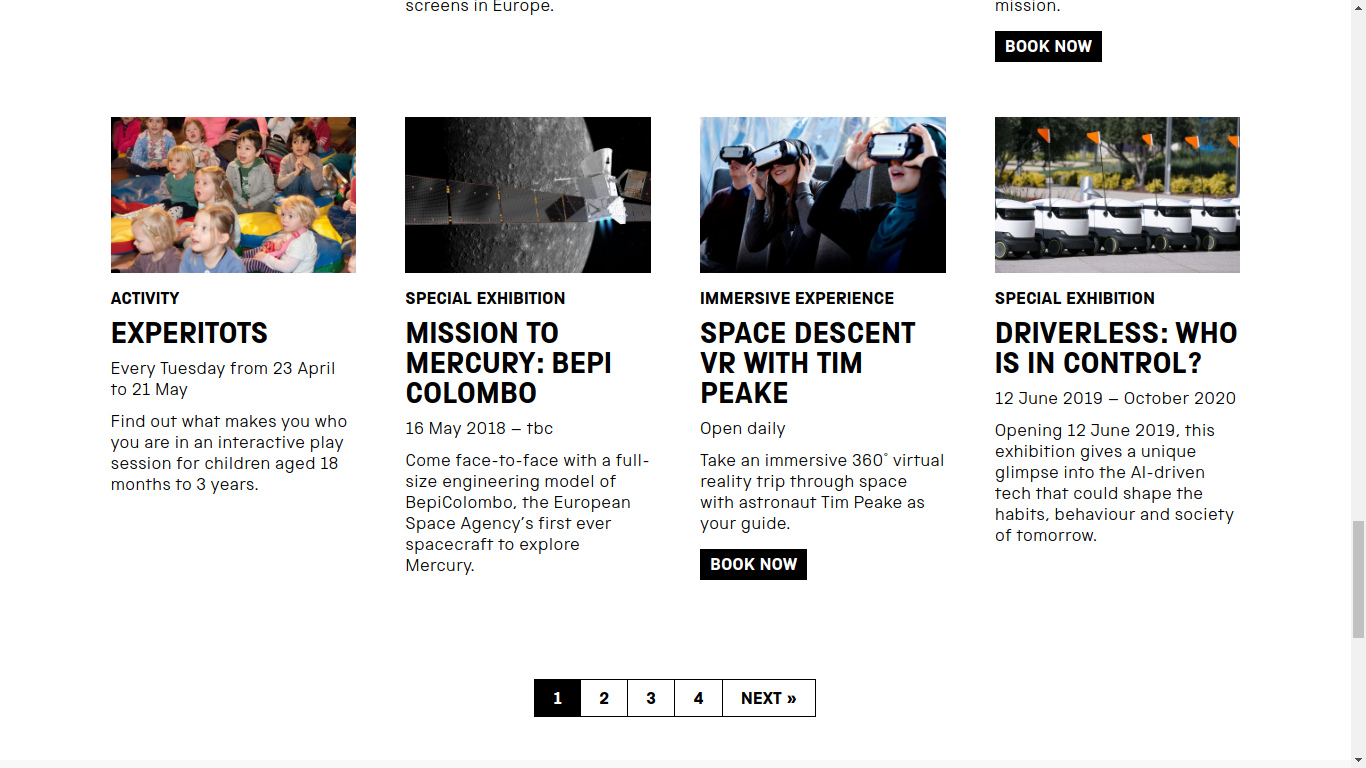 screens in Europe.
mission.
BOOK NOW
ACTIVITY
EXPERITOTS
Every Tuesday from 23 April
to 21 May
Find out what makes you who
you are in an interactive play
session for children aged 18
months to 3 years.
SPECIAL EXHIBITION
MISSION TO
MERCURY: BEPI
COLOMBO
16 May 2018 – tbc
Come face-to-face with a full-
size engineering model of
BepiColombo, the European
Space Agency’s first ever
spacecraft to explore
Mercury.
IMMERSIVE EXPERIENCE
SPACE DESCENT
VR WITH TIM
PEAKE
Open daily
Take an immersive 360˚ virtual
reality trip through space
with astronaut Tim Peake as
your guide.
BOOK NOW
SPECIAL EXHIBITION
DRIVERLESS: WHO
IS IN CONTROL?
12 June 2019 – October 2020
Opening 12 June 2019, this
exhibition gives a unique
glimpse into the AI-driven
tech that could shape the
habits, behaviour and society
of tomorrow.
1 2 3 4 NEXT »